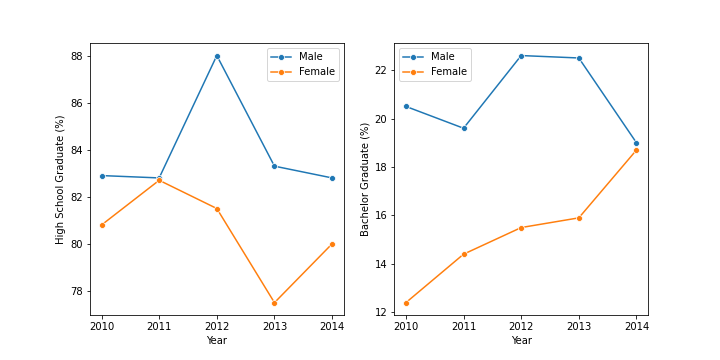 High School Graduate (%)
88
86
84
82
80
78
Male
Female
2010 2011 2012 2013 2014
Year
Bachelor Graduate (%)
22
20
18
16
14
12
Male
Female
2010 2011 2012 2013 2014
Year